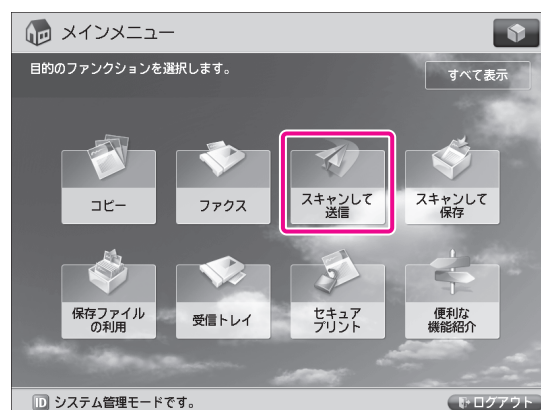 メインメニュー
目的のファンクションを選択します。
すべて表示
コピー
ファクス
スキャンして
送信
スキャンして
保存
保存ファイル
の利用
受信トレイ
セキュア
プリント
便利な
機能紹介
ID システム管理モードです。
ログアウト